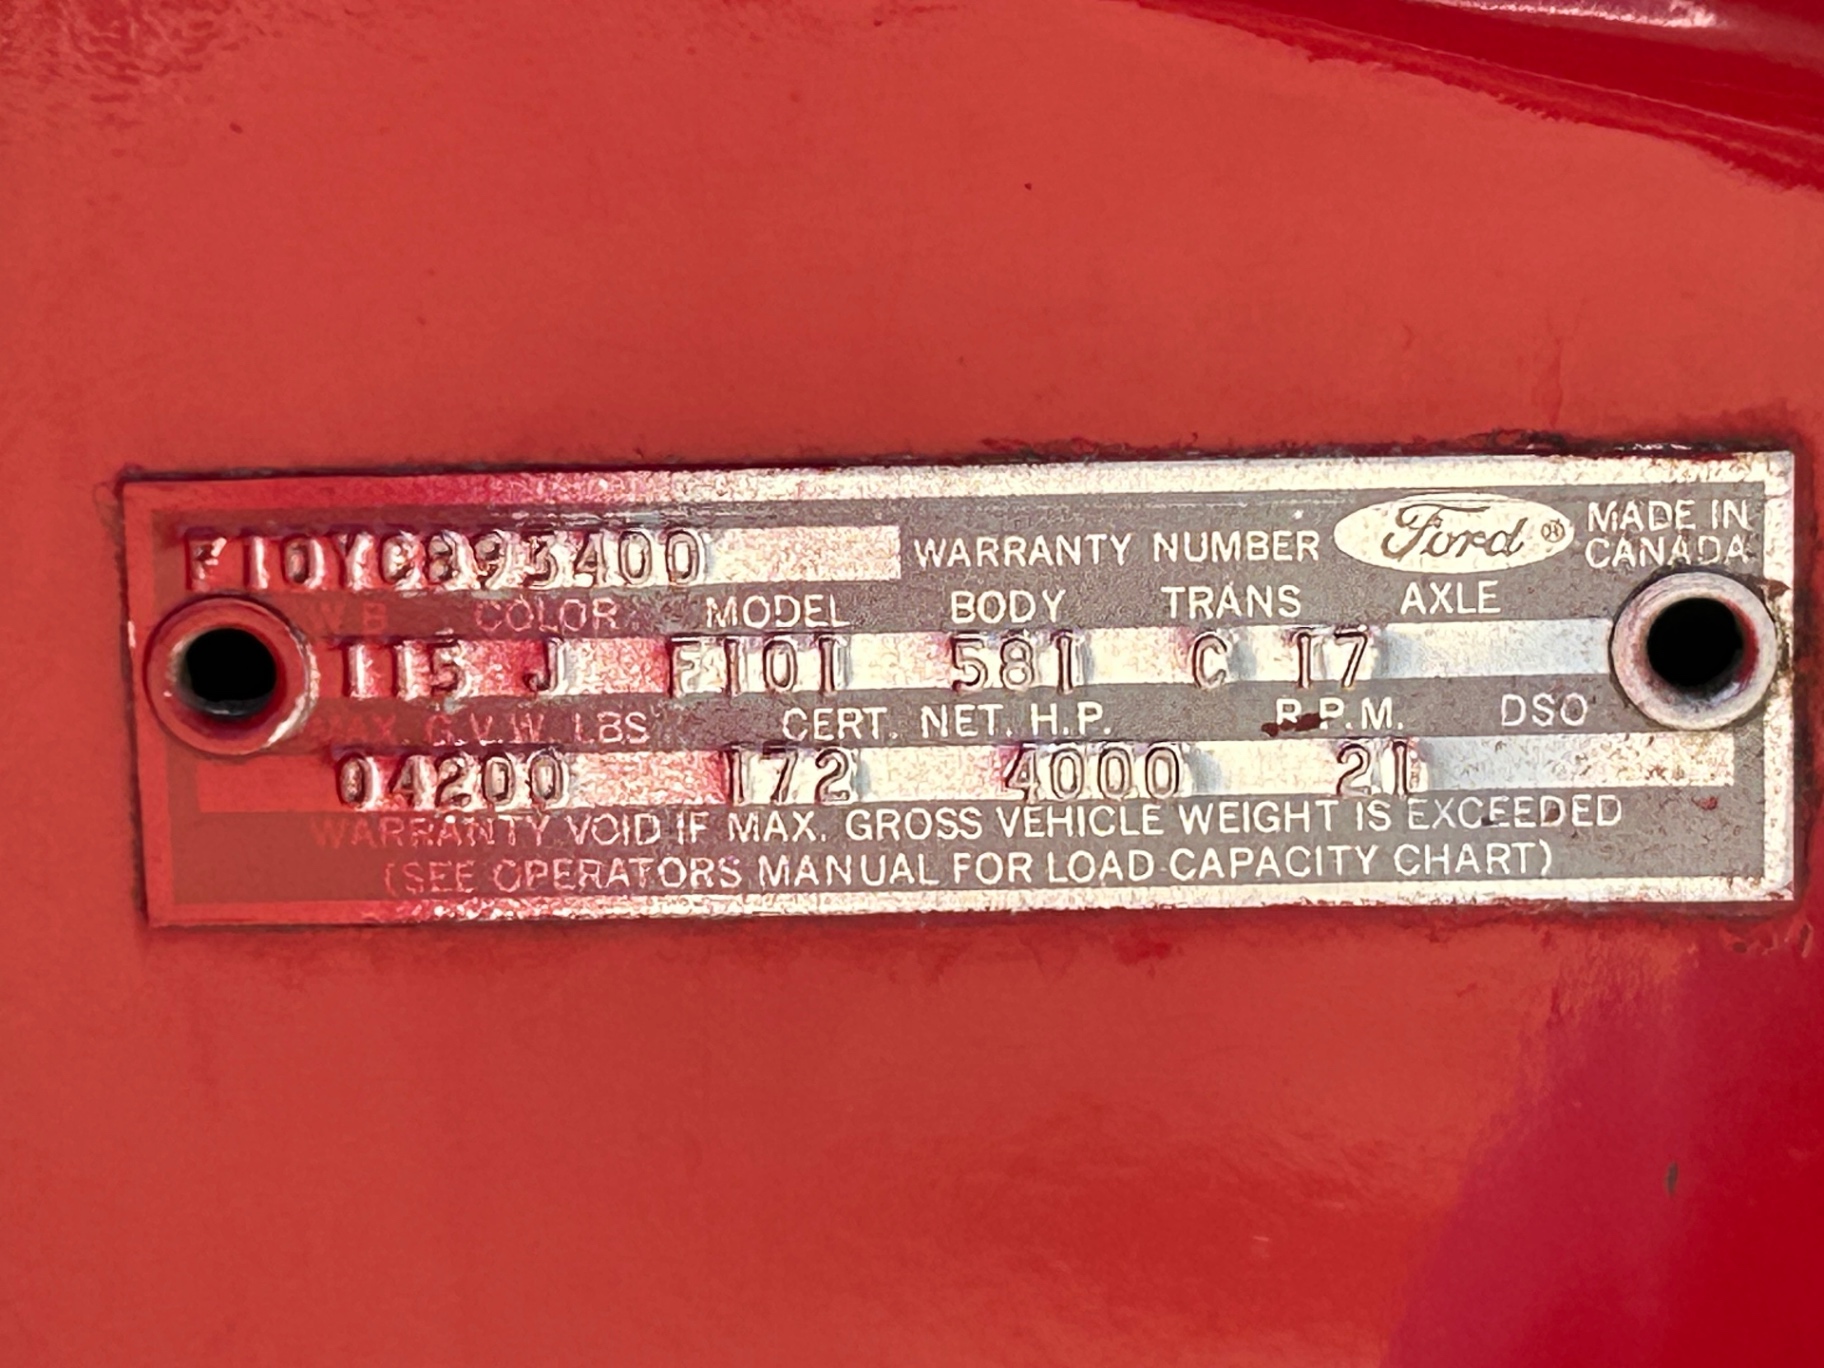 F10YC893400 WARRANTY NUMBER Ford ® MADE IN CANADA
WB COLOR MODEL BODY TRANS AXLE
115 J F101 581 C 17
MAX. G.V.W. LBS CERT. NET. H.P. R.P.M. DSO
04200 172 4000 21
WARRANTY VOID IF MAX. GROSS VEHICLE WEIGHT IS EXCEEDED
(SEE OPERATORS MANUAL FOR LOAD CAPACITY CHART)